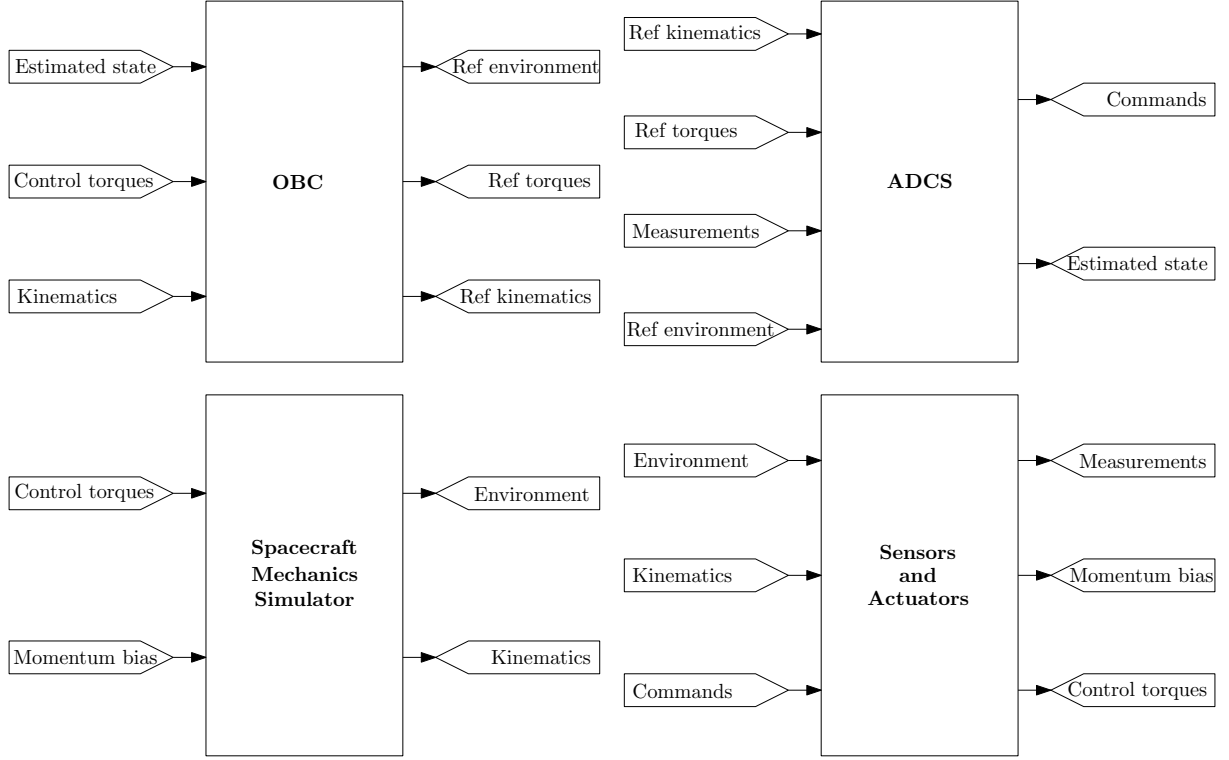 Estimated state
Control torques
Kinematics
OBC
Ref environment
Ref torques
Ref kinematics
Ref kinematics
Ref torques
Measurements
Ref environment
ADCS
Commands
Estimated state
Control torques
Momentum bias
Spacecraft
Mechanics
Simulator
Environment
Kinematics
Environment
Kinematics
Commands
Sensors
and
Actuators
Measurements
Momentum bias
Control torques